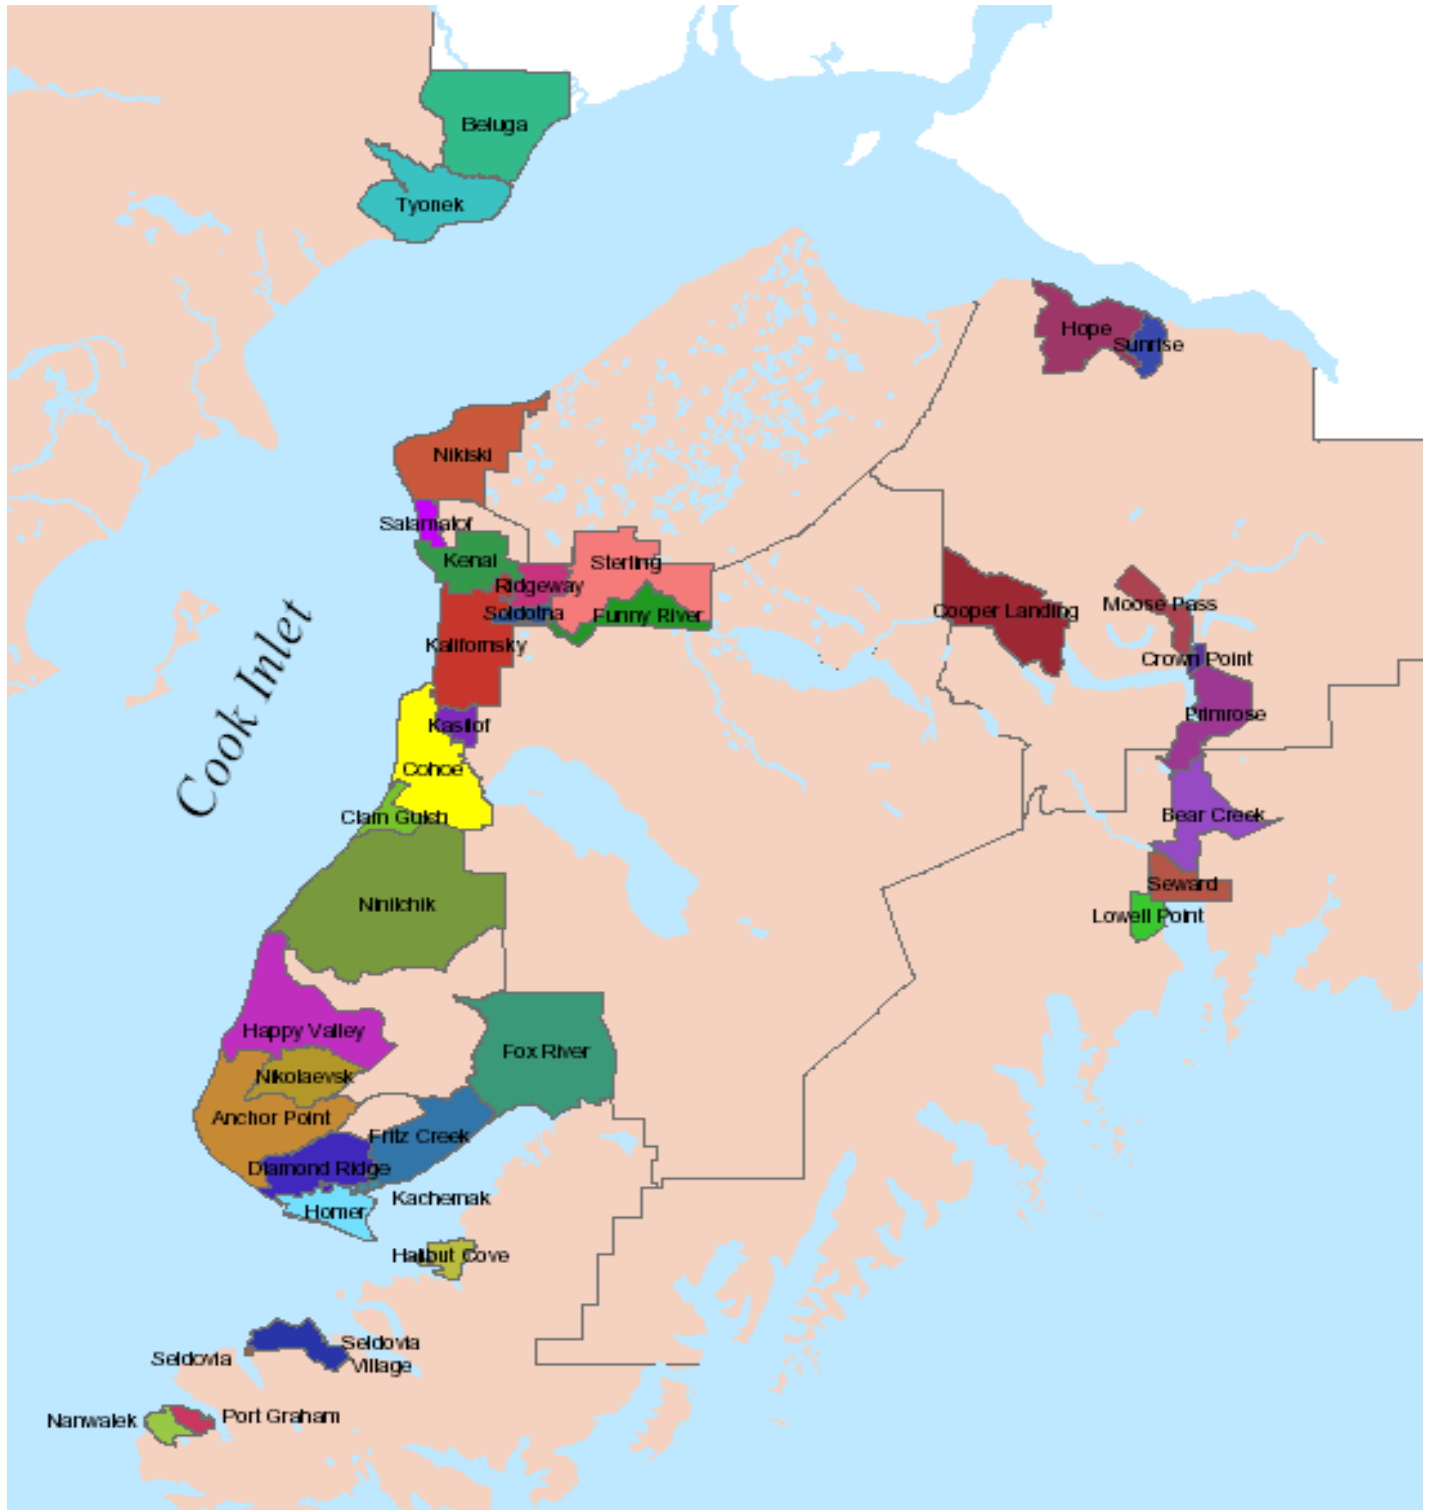 Beluga
Tyonek
Hope
Sunrise
Nikiski
Salamatof
Kenai
Sterling
Ridgeway
Soldotna
Funny River
Cooper Landing
Moose Pass
Kalifornsky
Crown Point
Cook Inlet
Kasilof
Primrose
Cohoe
Clam Gulch
Bear Creek
Seward
Ninilchik
Lowell Point
Happy Valley
Fox River
Nikolaevsk
Anchor Point
Fritz Creek
Diamond Ridge
Kachemak
Homer
Halibut Cove
Seldovia
Village
Seldovia
Nanwalek
Port Graham